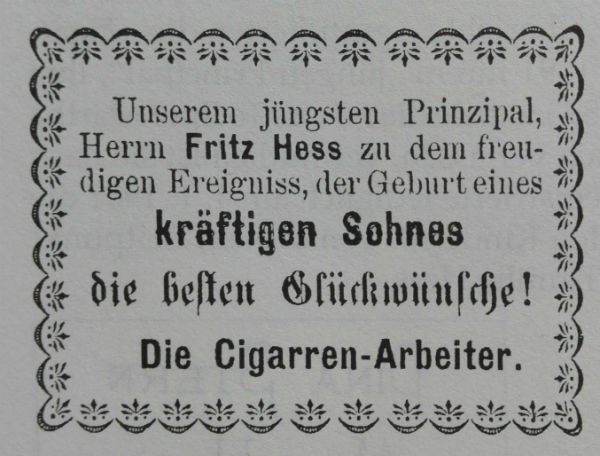 Unserem jüngsten Prinzipal,
Herrn Fritz Hess zu dem freu-
digen Ereigniss, der Geburt eines
kräftigen Sohnes
die besten Glückwünsche!
Die Cigarren-Arbeiter.